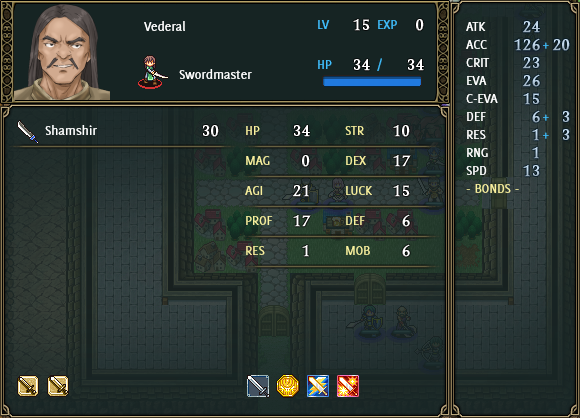 Vederal LV 15 EXP 0
Swordmaster HP 34 / 34
Shamshir 30
HP 34 STR 10
MAG 0 DEX 17
AGI 21 LUCK 15
PROF 17 DEF 6
RES 1 MOB 6
ATK 24
ACC 126+ 20
CRIT 23
EVA 26
C-EVA 15
DEF 6+ 3
RES 1+ 3
RNG 1
SPD 13
- BONDS -